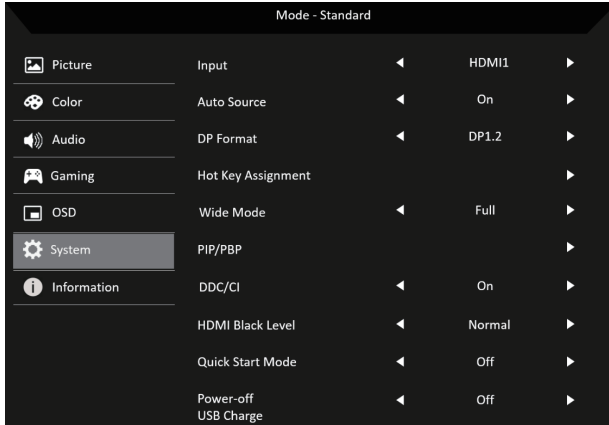 Mode - Standard
Picture
Color
Audio
Gaming
OSD
System
Information
Input HDMI1
Auto Source On
DP Format DP1.2
Hot Key Assignment
Wide Mode Full
PIP/PBP
DDC/CI On
HDMI Black Level Normal
Quick Start Mode Off
Power-off Off
USB Charge